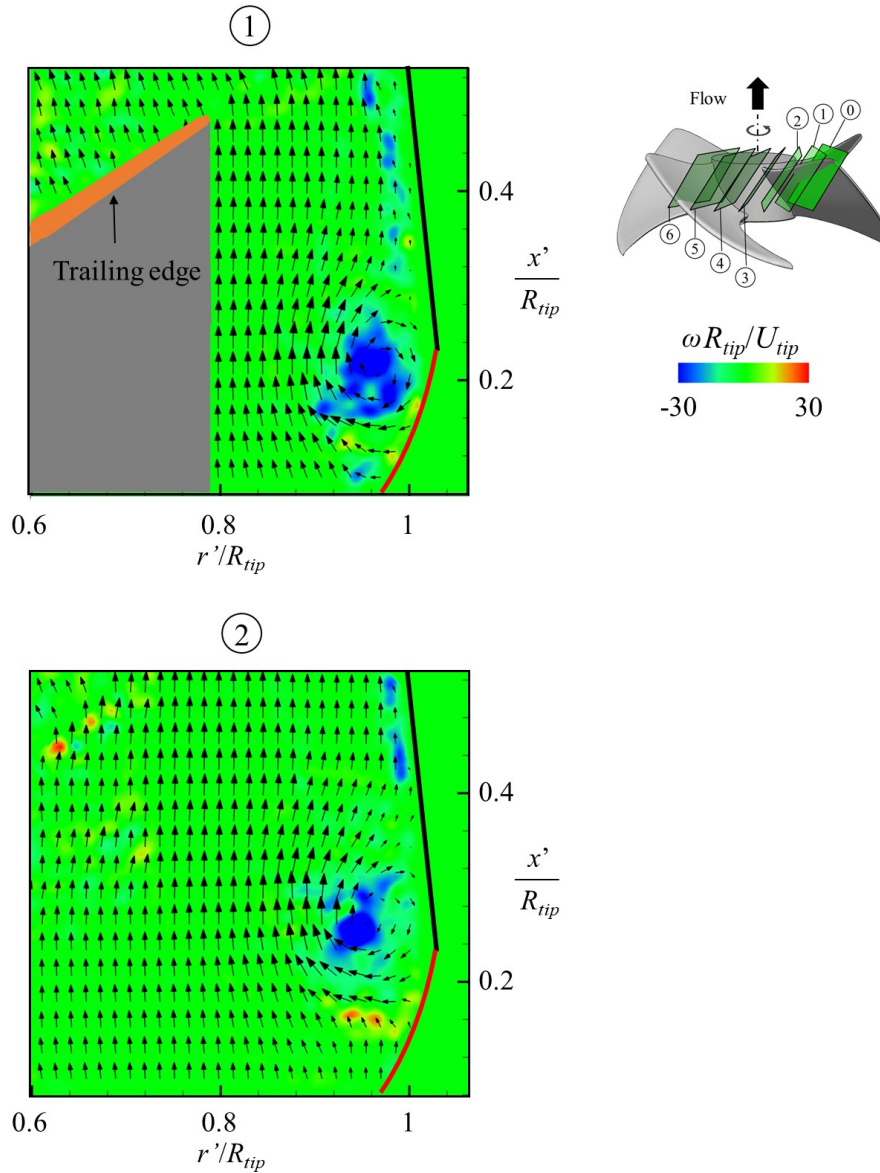 ①
Trailing edge
0.4
0.2
x'
R_tip
0.6
0.8
1
r'/R_tip
Flow
②
①
⓪
⑥
⑤
④
③
ωR_tip/U_tip
-30
30
②
0.4
0.2
x'
R_tip
0.6
0.8
1
r'/R_tip